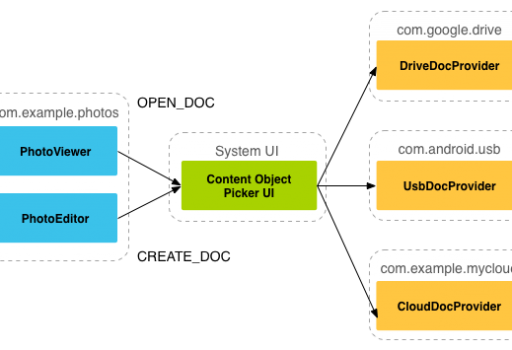 om.example.photos
PhotoViewer
PhotoEditor
OPEN_DOC
CREATE_DOC
System UI
Content Object
Picker UI
com.google.drive
DriveDocProvider
com.android.usb
UsbDocProvider
com.example.myclou
CloudDocProvider